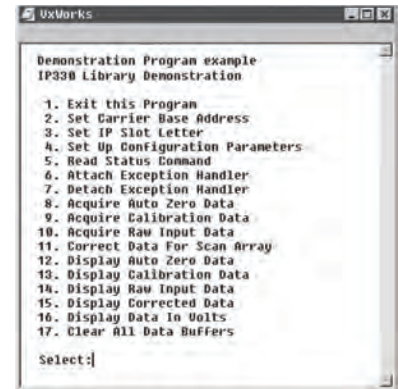 VxWorks
Demonstration Program example
IP330 Library Demonstration
1. Exit this Program
2. Set Carrier Base Address
3. Set IP Slot Letter
4. Set Up Configuration Parameters
5. Read Status Command
6. Attach Exception Handler
7. Detach Exception Handler
8. Acquire Auto Zero Data
9. Acquire Calibration Data
10. Acquire Raw Input Data
11. Correct Data For Scan Array
12. Display Auto Zero Data
13. Display Calibration Data
14. Display Raw Input Data
15. Display Corrected Data
16. Display Data In Volts
17. Clear All Data Buffers
Select: